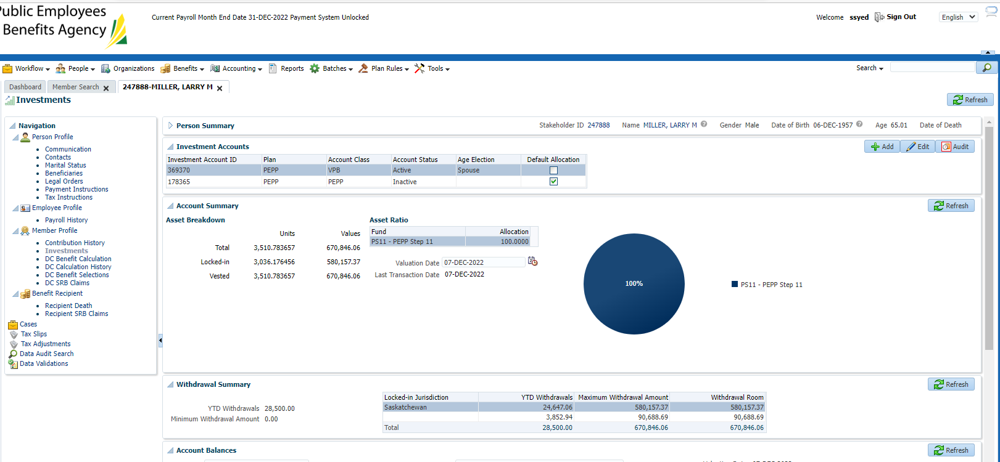 Public Employees
Benefits Agency
Current Payroll Month End Date 31-DEC-2022 Payment System Unlocked
Welcome ssyed Sign Out English
Workflow People Organizations Benefits Accounting Reports Batches Plan Rules Tools Search
Dashboard Member Search 247888-MILLER, LARRY M
Investments Refresh
Navigation
Person Profile
Communication
Contacts
Marital Status
Beneficiaries
Legal Orders
Payment Instructions
Tax Instructions
Employee Profile
Payroll History
Member Profile
Contribution History
Investments
DC Benefit Calculation
DC Calculation History
DC Benefit Selections
DC SRB Claims
Benefit Recipient
Recipient Death
Recipient SRB Claims
Cases
Tax Slips
Tax Adjustments
Data Audit Search
Data Validations
Person Summary Stakeholder ID 247888 Name MILLER, LARRY M Gender Male Date of Birth 06-DEC-1957 Age 65.01 Date of Death
Investment Accounts Add Edit Audit
Investment Account ID Plan Account Class Account Status Age Election Default Allocation
369370 PEPP VPB Active Spouse
178365 PEPP PEPP Inactive
Account Summary Refresh
Asset Breakdown
Units Values
Total 3,510.783657 670,846.06
Locked-in 3,036.176456 580,157.37
Vested 3,510.783657 670,846.06
Asset Ratio
Fund Allocation
PS11 - PEPP Step 11 100.0000
Valuation Date 07-DEC-2022
Last Transaction Date 07-DEC-2022
100%
PS11 - PEPP Step 11
Withdrawal Summary Refresh
YTD Withdrawals 28,500.00
Minimum Withdrawal Amount 0.00
Locked-in Jurisdiction YTD Withdrawals Maximum Withdrawal Amount Withdrawal Room
Saskatchewan 24,647.06 580,157.37 580,157.37
3,852.94 90,688.69 90,688.69
Total 28,500.00 670,846.06 670,846.06
Account Balances Refresh